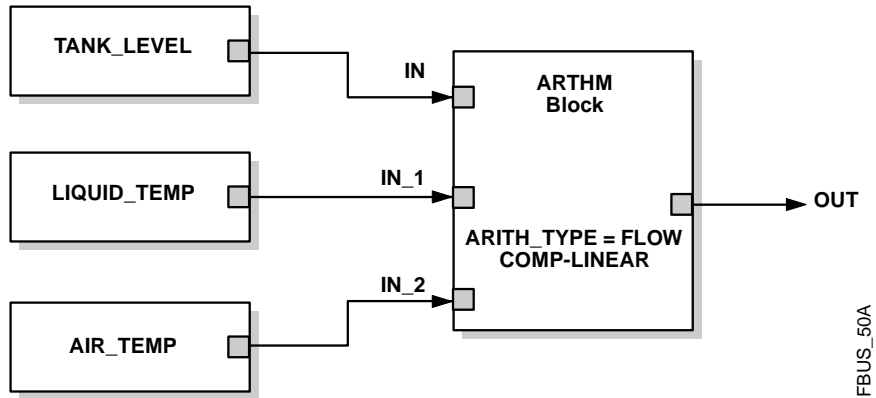 TANK_LEVEL
IN
ARTHM
Block
LIQUID_TEMP
IN_1
OUT
ARITH_TYPE = FLOW
COMP-LINEAR
IN_2
AIR_TEMP
FBUS_50A